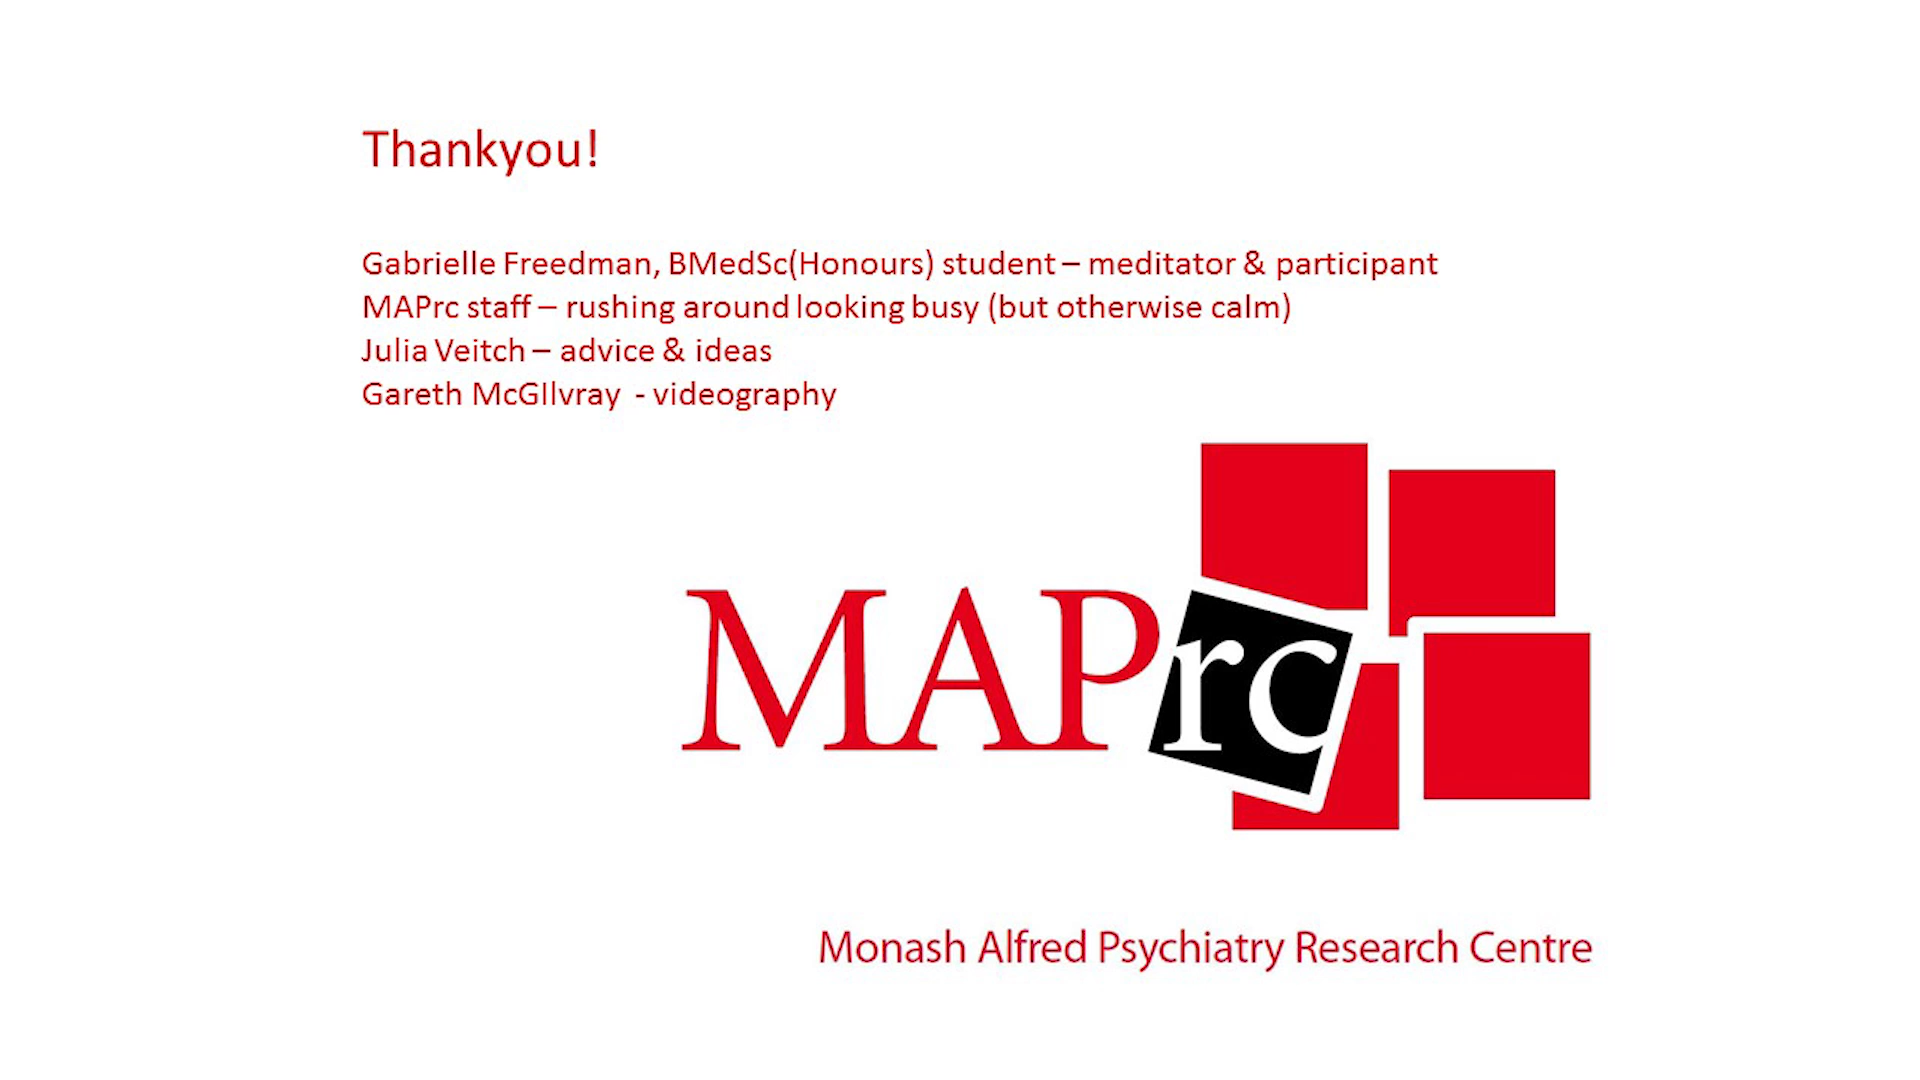 Thankyou!
Gabrielle Freedman, BMedSc(Honours) student – meditator & participant
MAPrc staff – rushing around looking busy (but otherwise calm)
Julia Veitch – advice & ideas
Gareth McGIlvray  - videography
MAPrc
Monash Alfred Psychiatry Research Centre